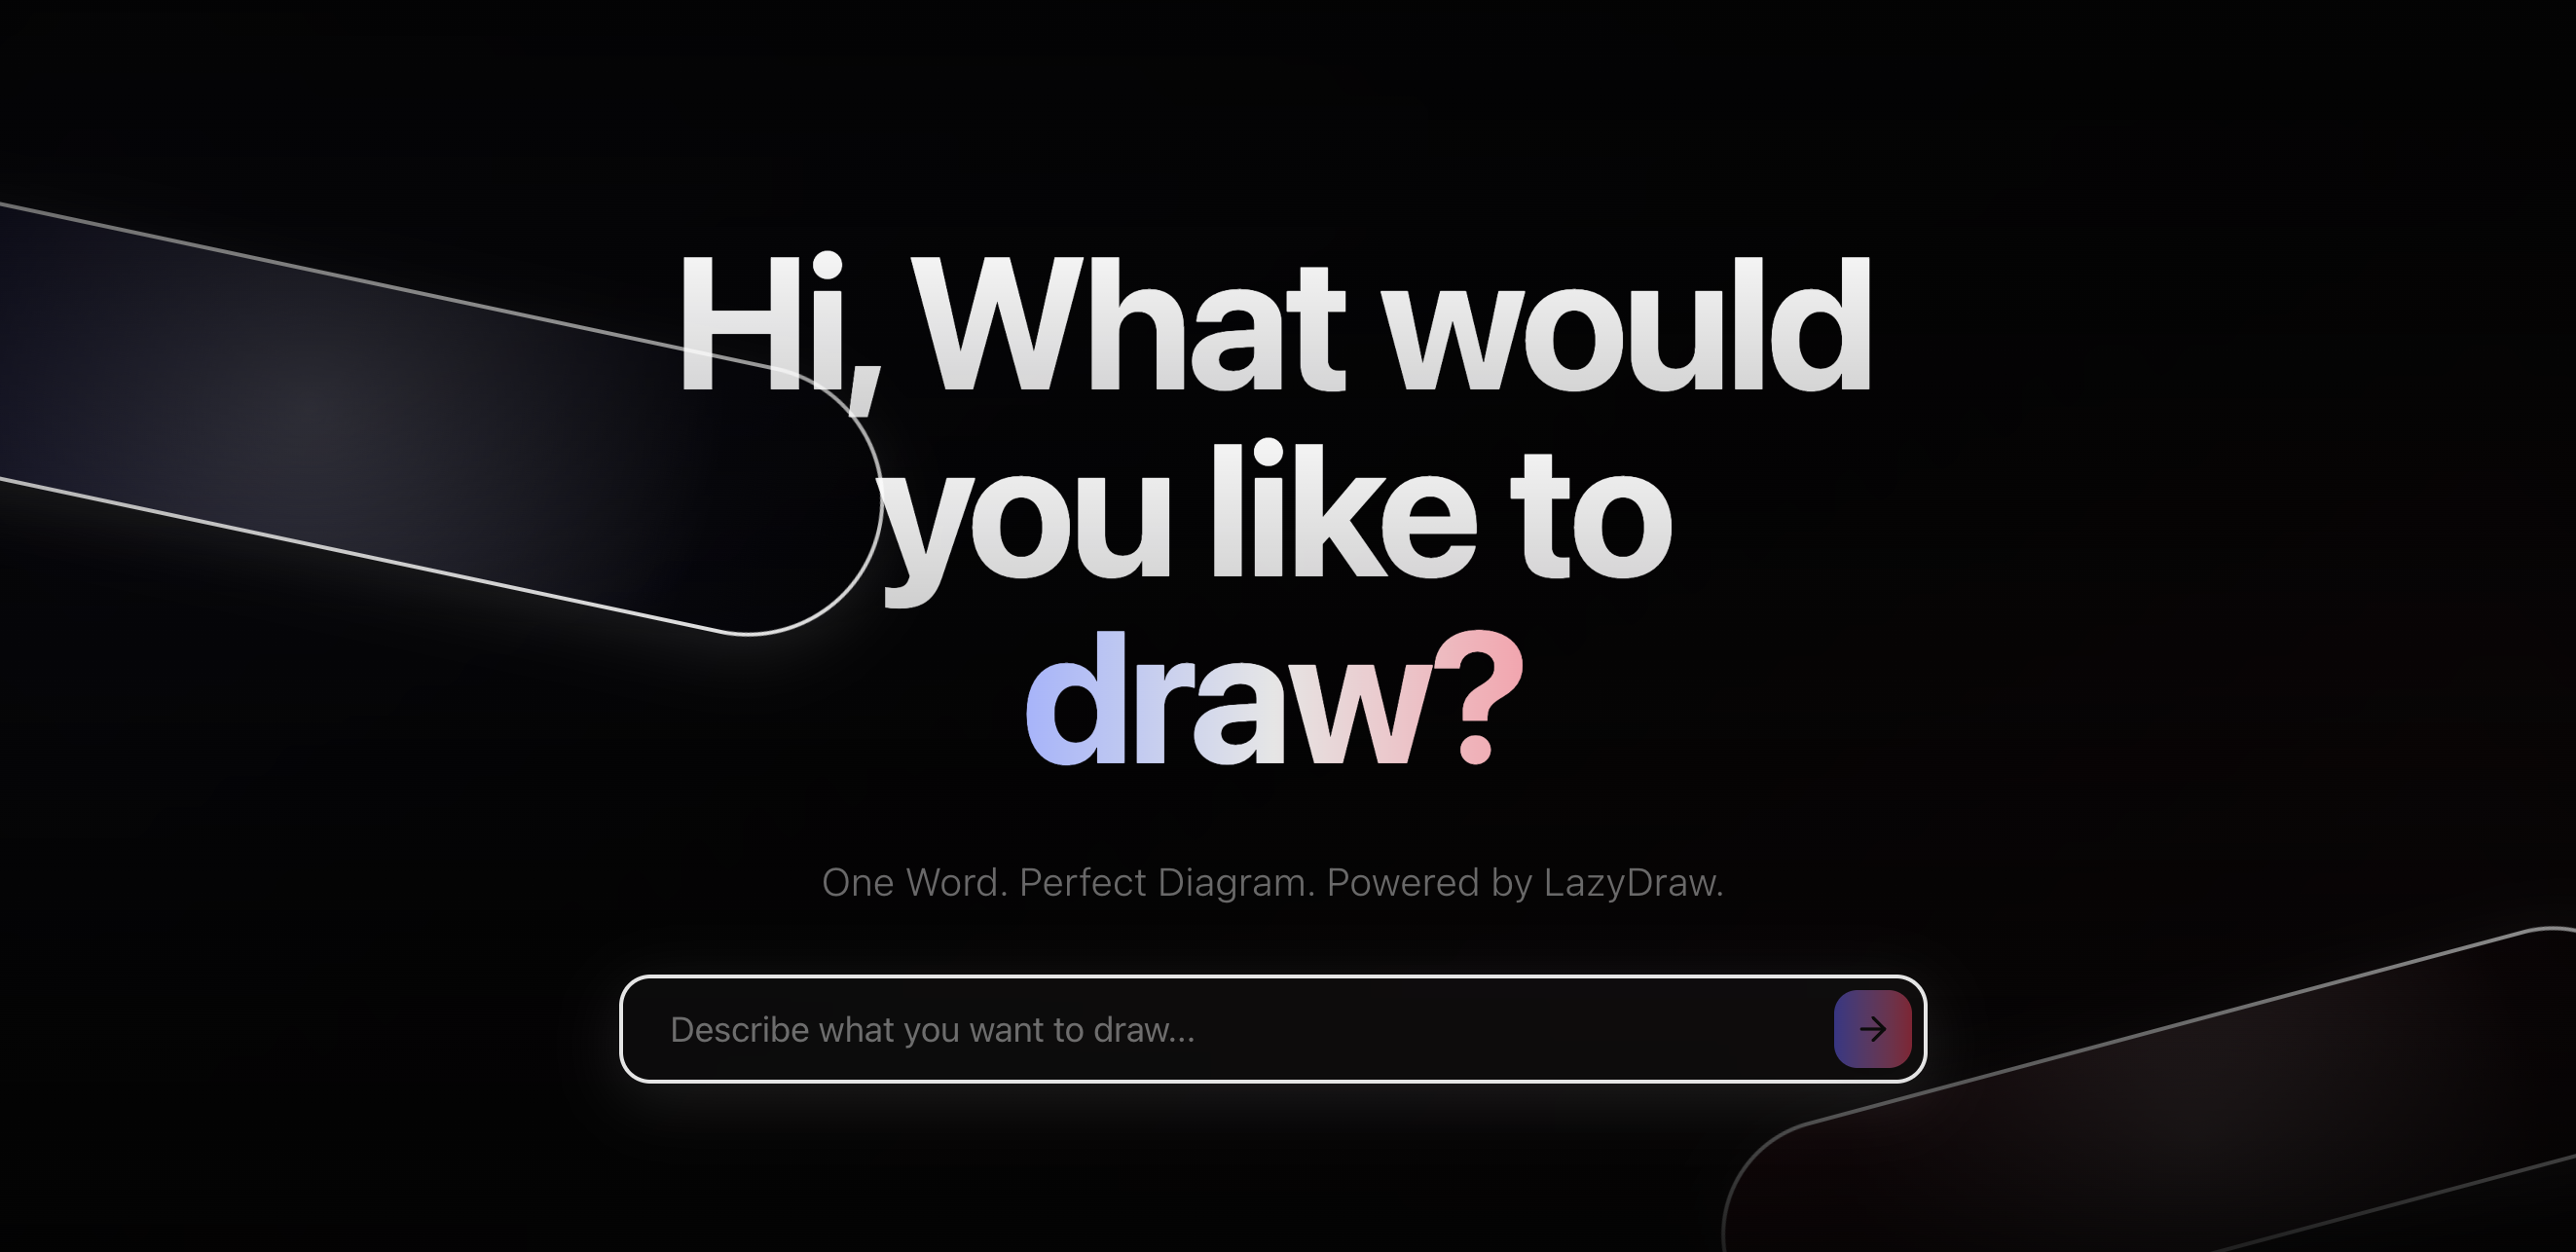 Hi, What would
you like to
draw?
One Word. Perfect Diagram. Powered by LazyDraw.
Describe what you want to draw...